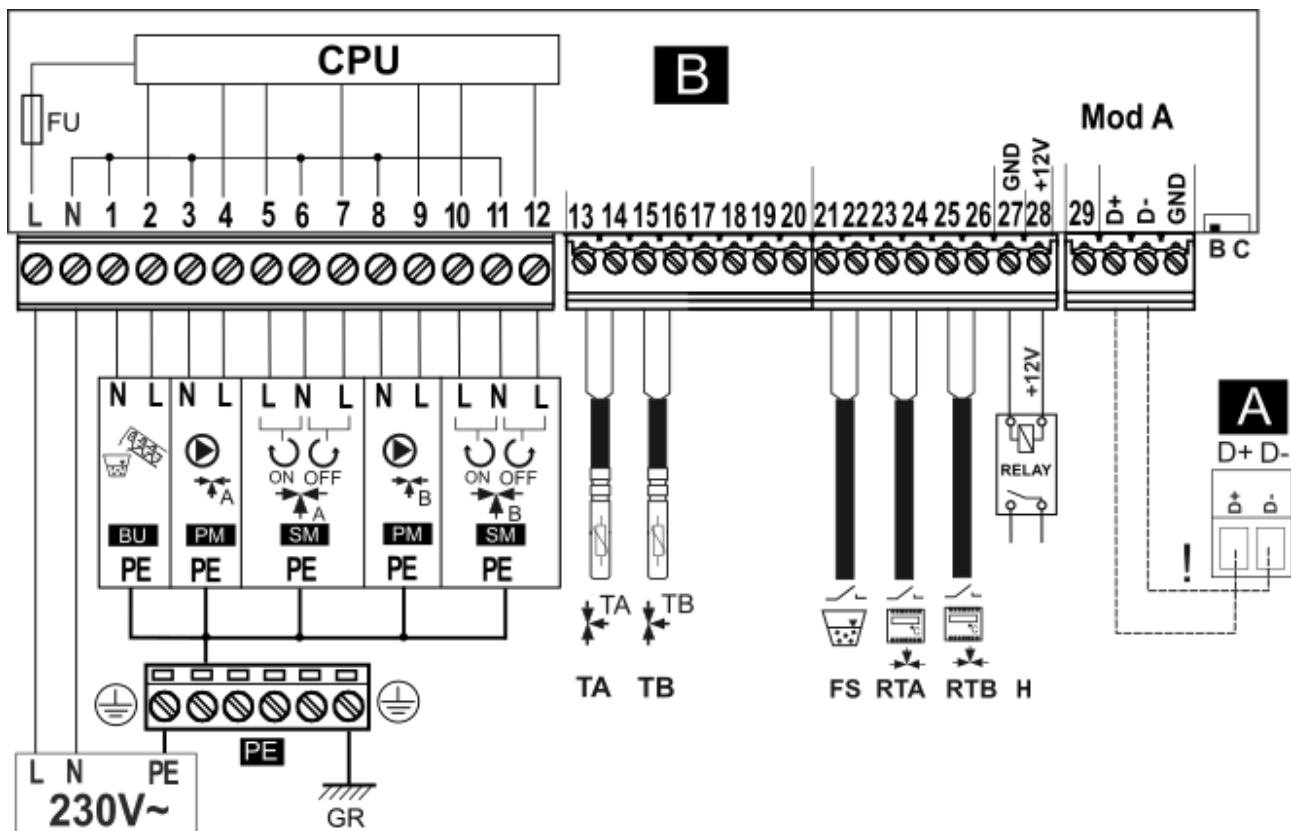 CPU
B
FU
Mod A
GND
+12V
L N 1 2 3 4 5 6 7 8 9 10 11 12
13 14 15 16 17 18 19 20 21 22 23 24 25 26 27 28
29 D+ D- GND
B C
N L N L L N L N L L N L
ON OFF ON OFF
A A B B
BU PM SM PM SM
PE PE PE PE PE
+12V
RELAY
A
D+ D-
D+ D-
!
TA TB
TA TB
FS RTA RTB H
PE
L N PE
230V~
GR